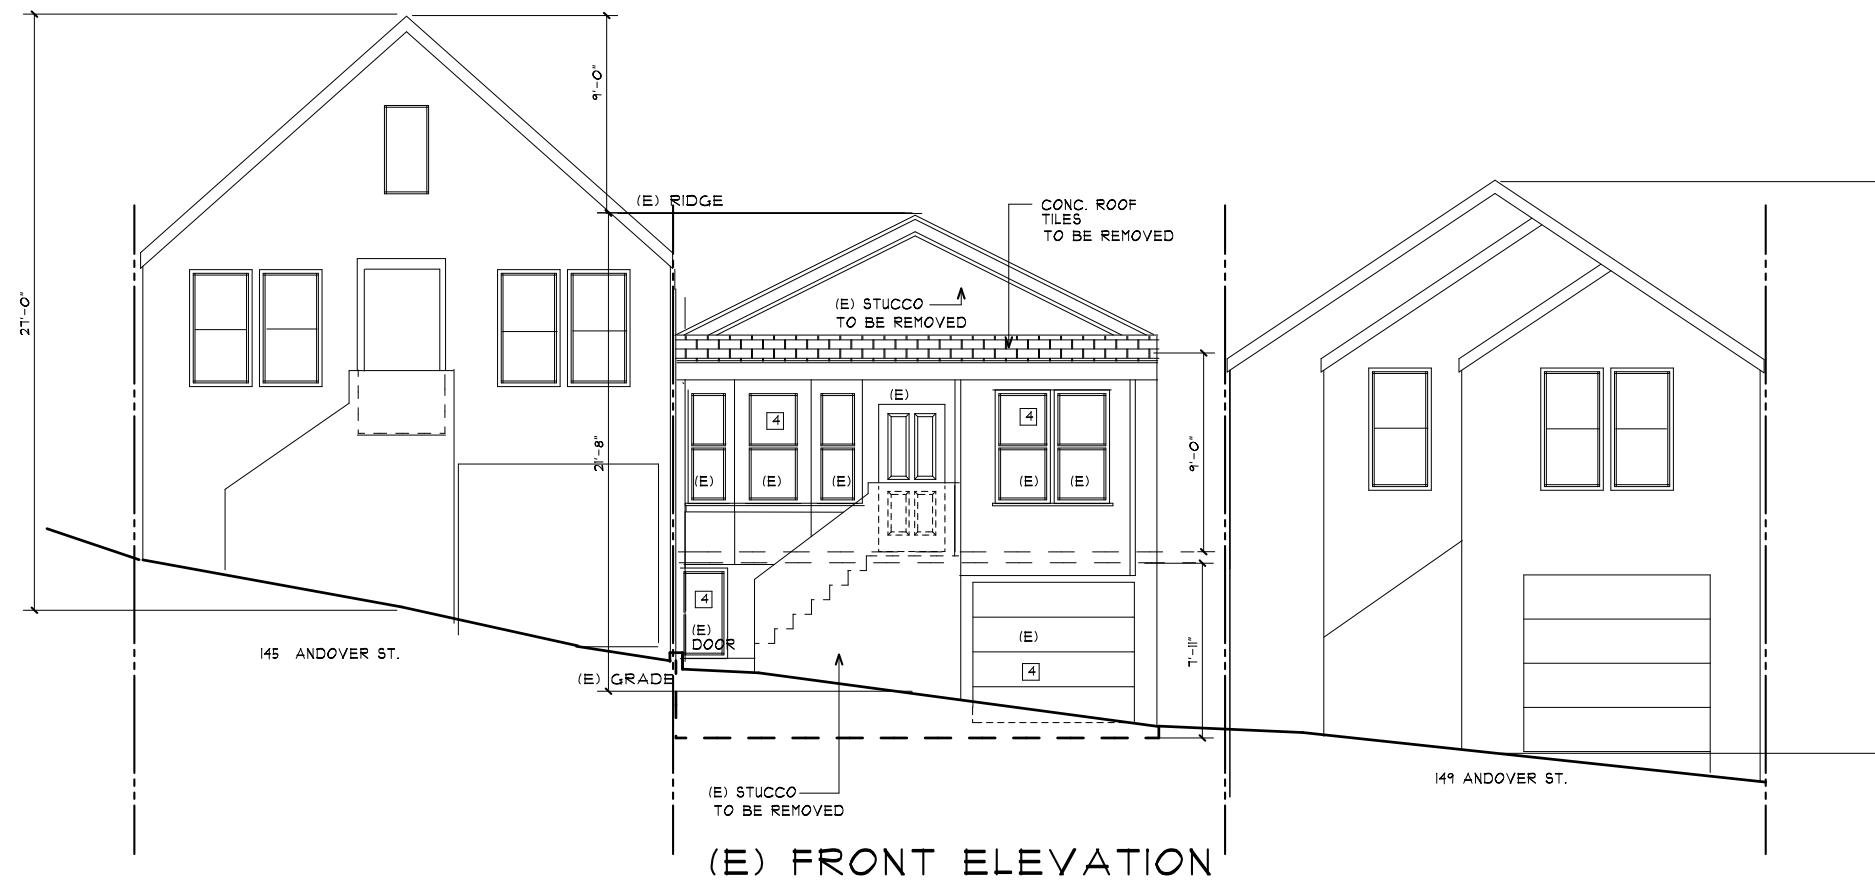 9'-0"
27'-0"
(E) RIDGE
CONC. ROOF
TILES
TO BE REMOVED
(E) STUCCO
TO BE REMOVED
(E)
4
4
21'-8"
9'-0"
(E)
(E)
(E)
(E)
(E)
4
(E)
DOOR
(E)
4
7'-11"
145 ANDOVER ST.
(E) GRADE
149 ANDOVER ST.
(E) STUCCO
TO BE REMOVED
(E) FRONT ELEVATION